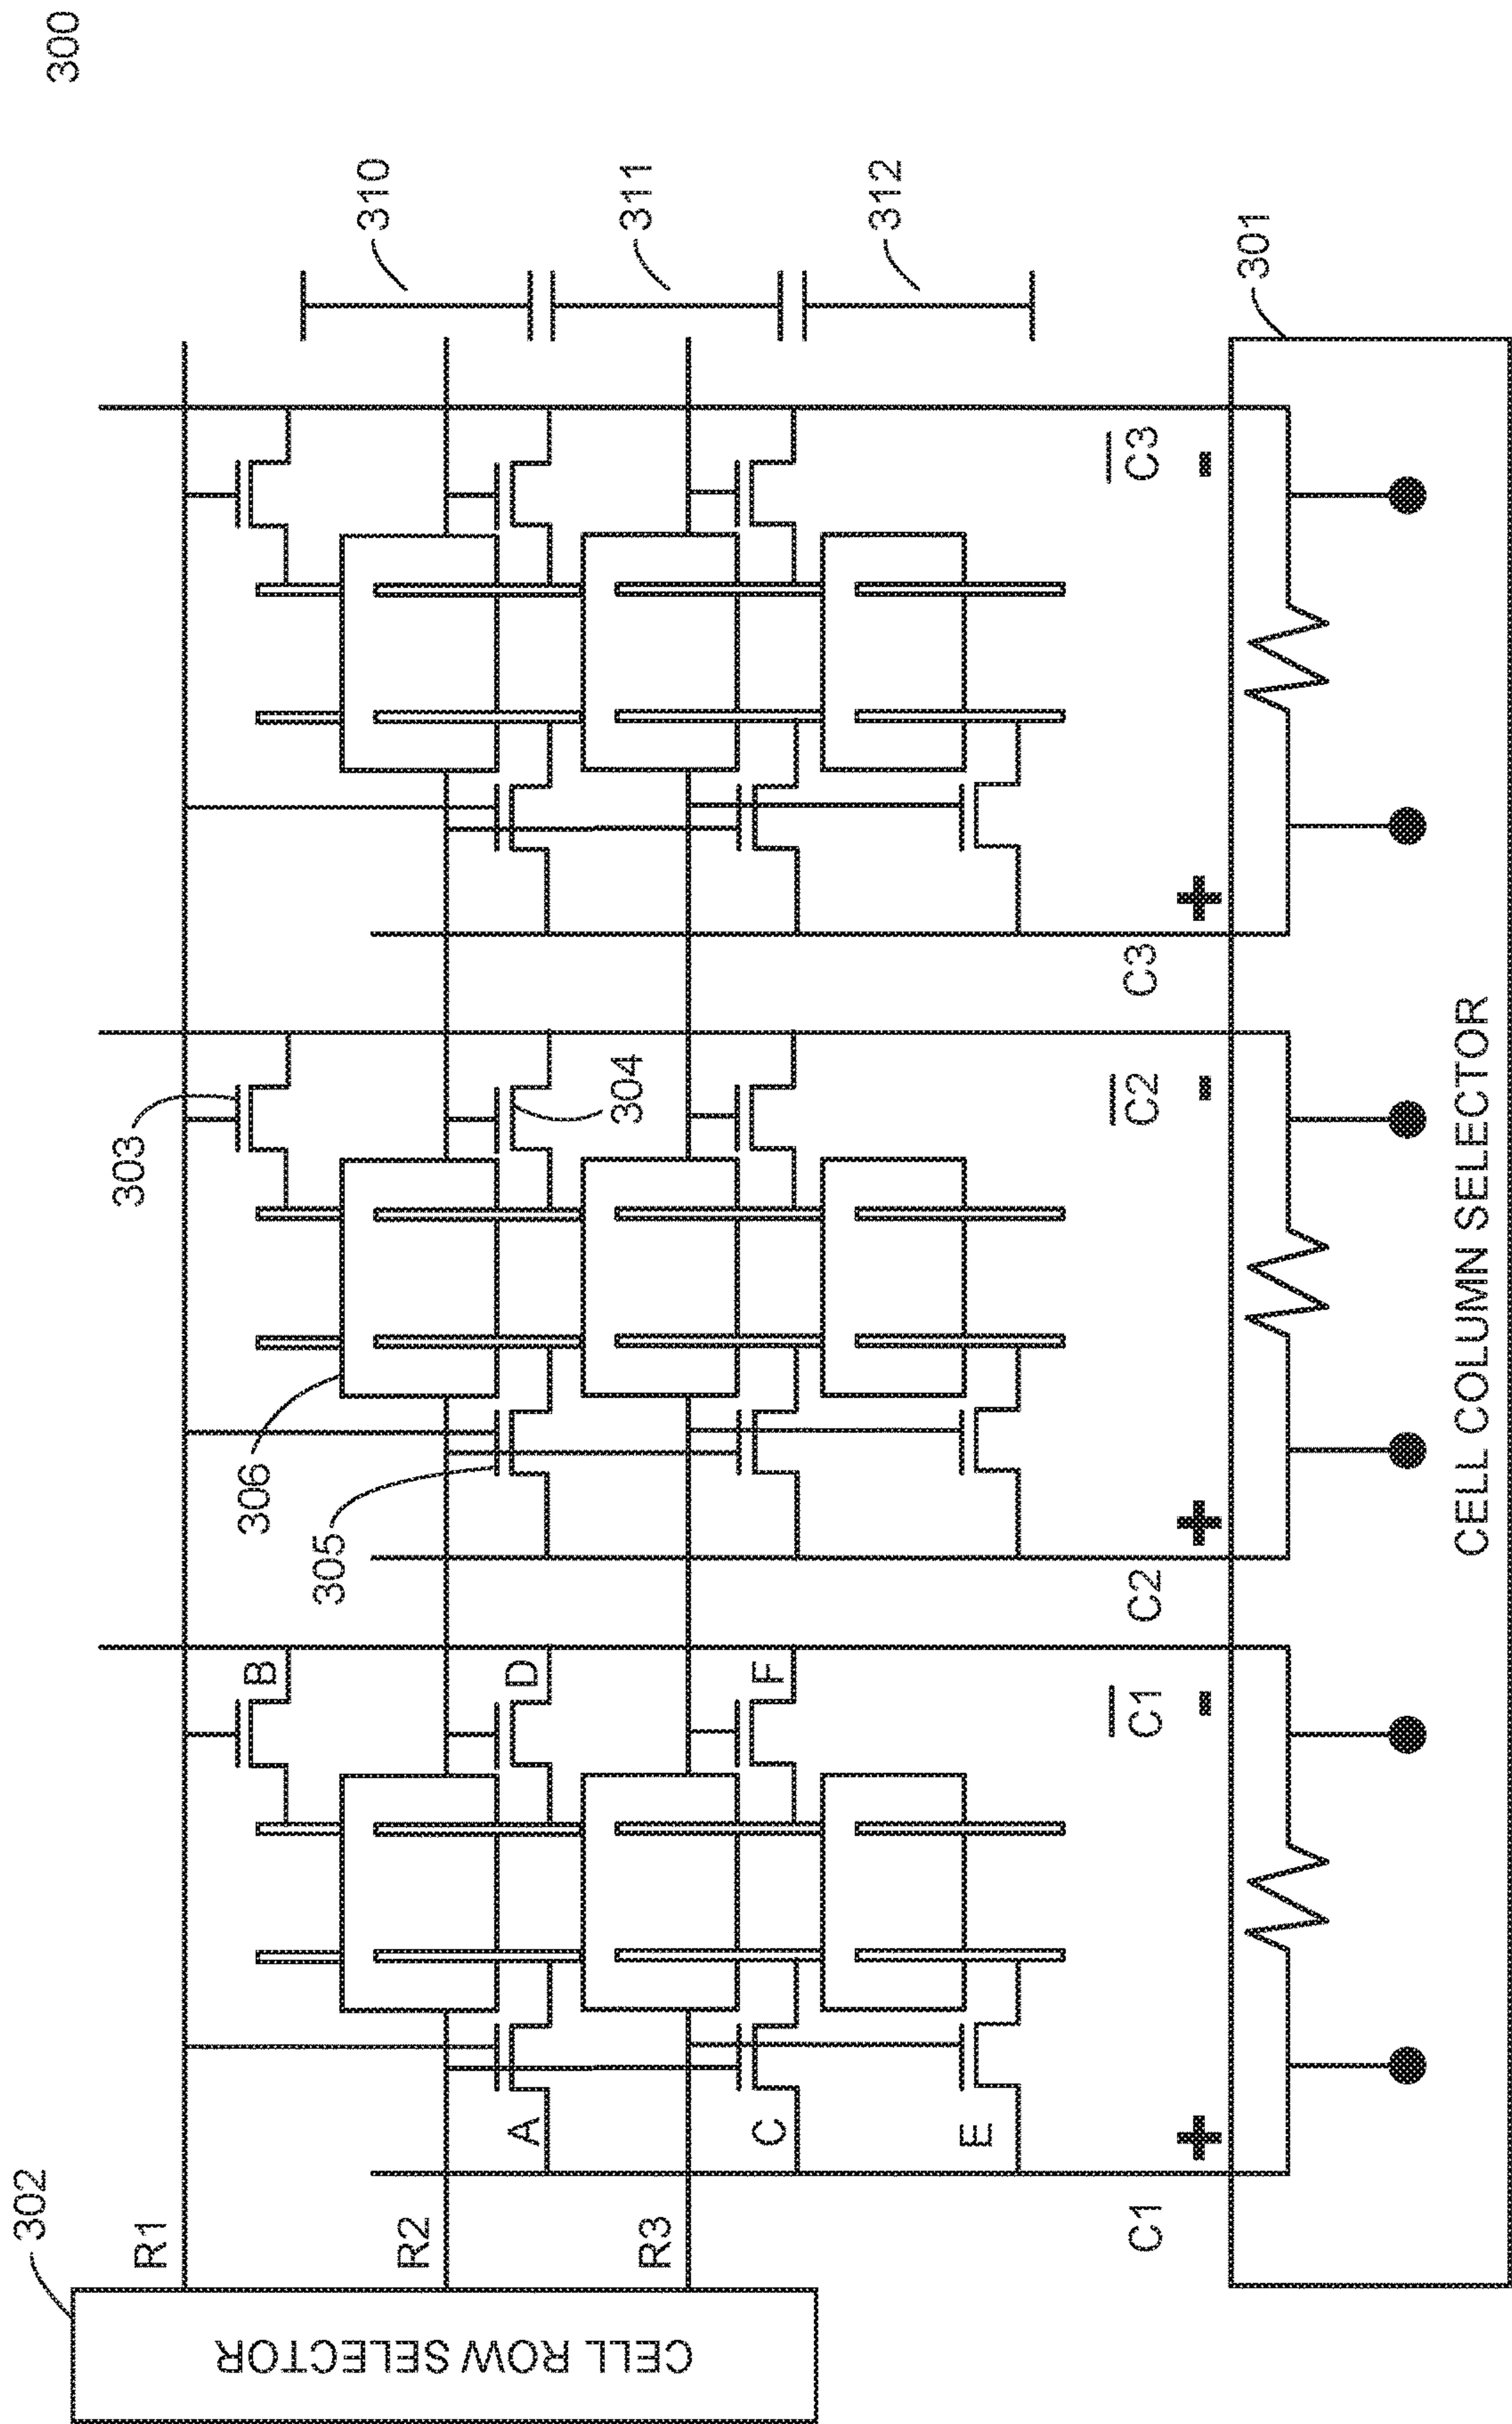 300
302
R1
R2
R3
CELL ROW SELECTOR
B
D
F
A
C
E
303
304
306
305
310
311
312
C1
C1
C2
C2
C3
C3
+
-
+
-
+
-
301
CELL COLUMN SELECTOR